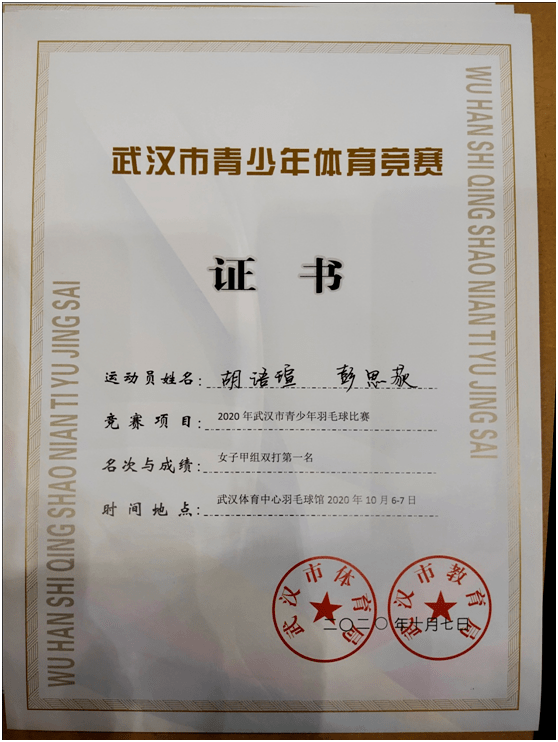 武汉市青少年体育竞赛
证 书
运动员姓名: 胡语瑄 彭思
竞赛项目: 2020年武汉市青少年羽毛球比赛
名次与成绩: 女子甲组双打第一名
时间地点: 武汉体育中心羽毛球馆2020年10月6-7日
武汉市体育局
武汉市教育局
二〇二〇年十月七日
WU HAN SHI QING SHAO NIAN TI YU JING SAI
WU HAN SHI QING SHAO NIAN TI YU JING SAI